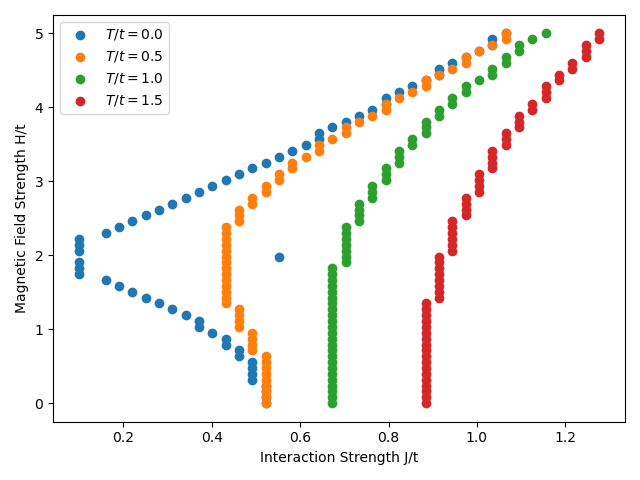 T/t = 0.0
T/t = 0.5
T/t = 1.0
T/t = 1.5
Magnetic Field Strength H/t
5
4
3
2
1
0
0.2 0.4 0.6 0.8 1.0 1.2
Interaction Strength J/t